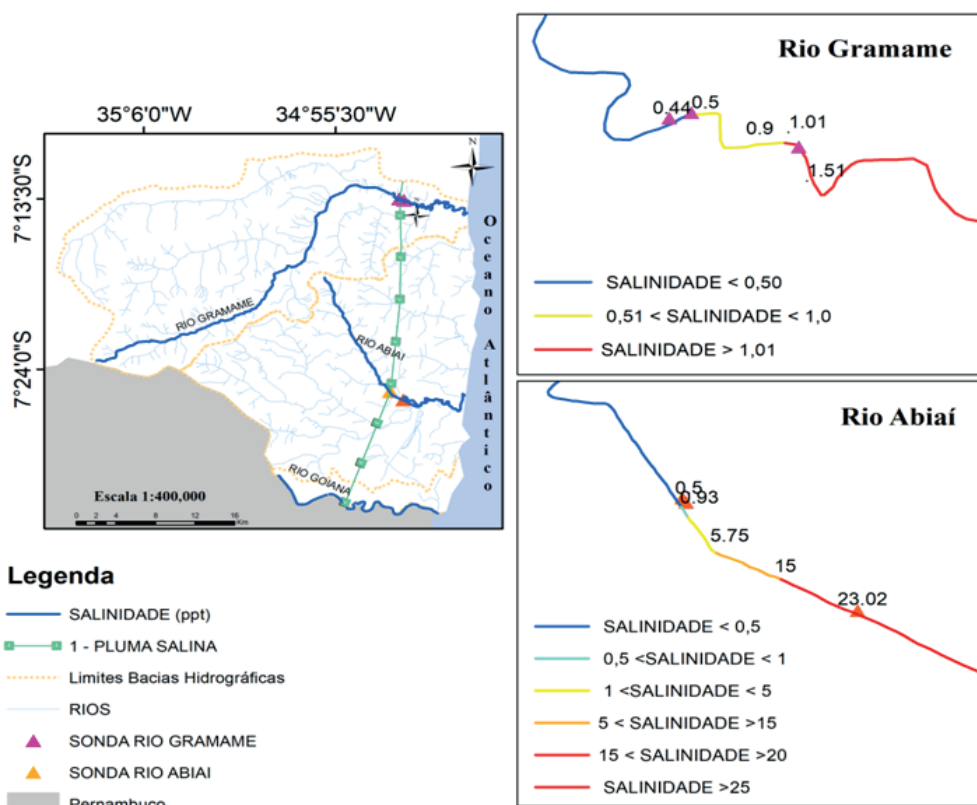 35°6'0"W
34°55'30"W
7°13'30"S
7°24'0"S
N
RIO GRAMAME
RIO ABIAI
RIO GOIANA
Oceano Atlântico
Escala 1:400,000
0 2 4 8 12 16
Km
Legenda
SALINIDADE (ppt)
1 - PLUMA SALINA
Limites Bacias Hidrográficas
RIOS
SONDA RIO GRAMAME
SONDA RIO ABIAI
Pernambuco
Rio Gramame
0.44
0.5
0.9
.1.01
.1.51
SALINIDADE < 0,50
0,51 < SALINIDADE < 1,0
SALINIDADE > 1,01
Rio Abiaí
0.5
0.93
5.75
15
23.02
SALINIDADE < 0,5
0,5 <SALINIDADE < 1
1 <SALINIDADE < 5
5 < SALINIDADE >15
15 < SALINIDADE >20
SALINIDADE >25